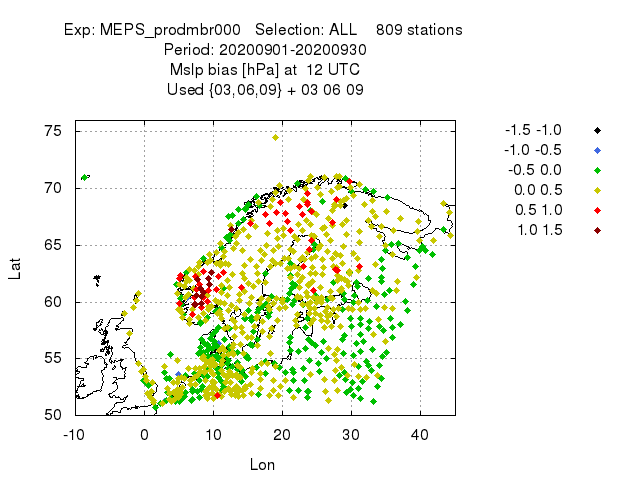 Exp: MEPS_prodmbr000 Selection: ALL 809 stations
Period: 20200901-20200930
Mslp bias [hPa] at 12 UTC
Used {03,06,09} + 03 06 09
-1.5 -1.0
-1.0 -0.5
-0.5 0.0
0.0 0.5
0.5 1.0
1.0 1.5
Lat
75
70
65
60
55
50
-10 0 10 20 30 40
Lon